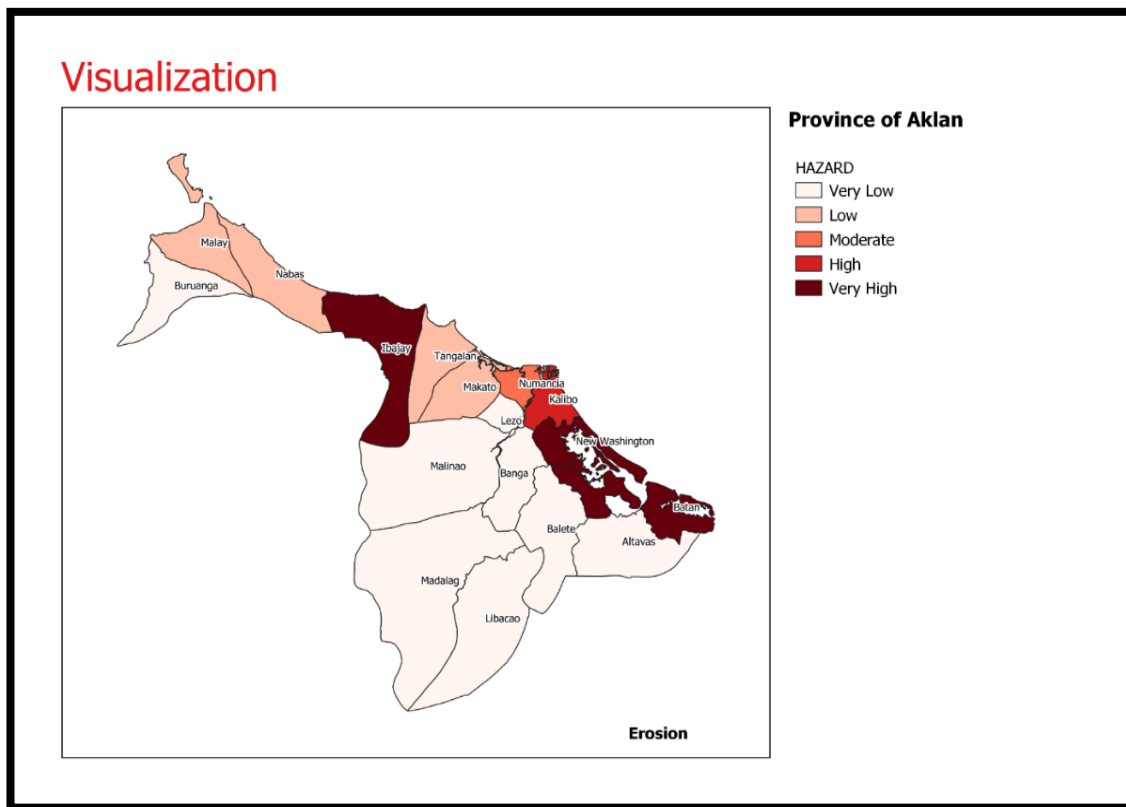 Visualization
Province of Aklan
HAZARD
Very Low
Low
Moderate
High
Very High
Malay
Nabas
Buruanga
Ibajay
Tangalan
Makato
Numancia
Kalibo
Lezo
New Washington
Malinao
Banga
Batan
Balete
Altavas
Madalag
Libacao
Erosion